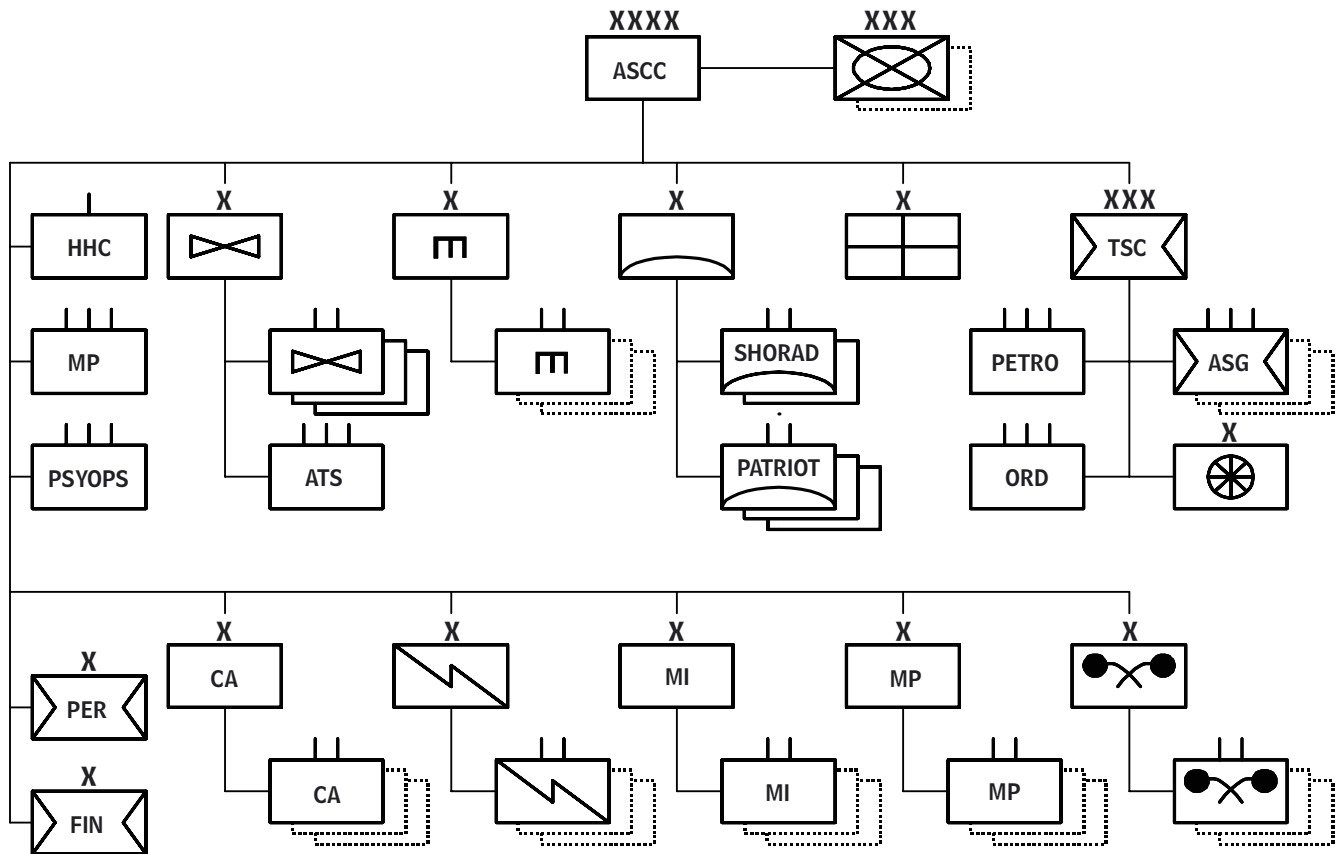 XXXX XXX
ASCC
X X X X XXX
HHC TSC
MP SHORAD PETRO ASG
X
PSYOPS ATS PATRIOT ORD
X X X X X
X CA MI MP
PER
X CA MI MP
FIN